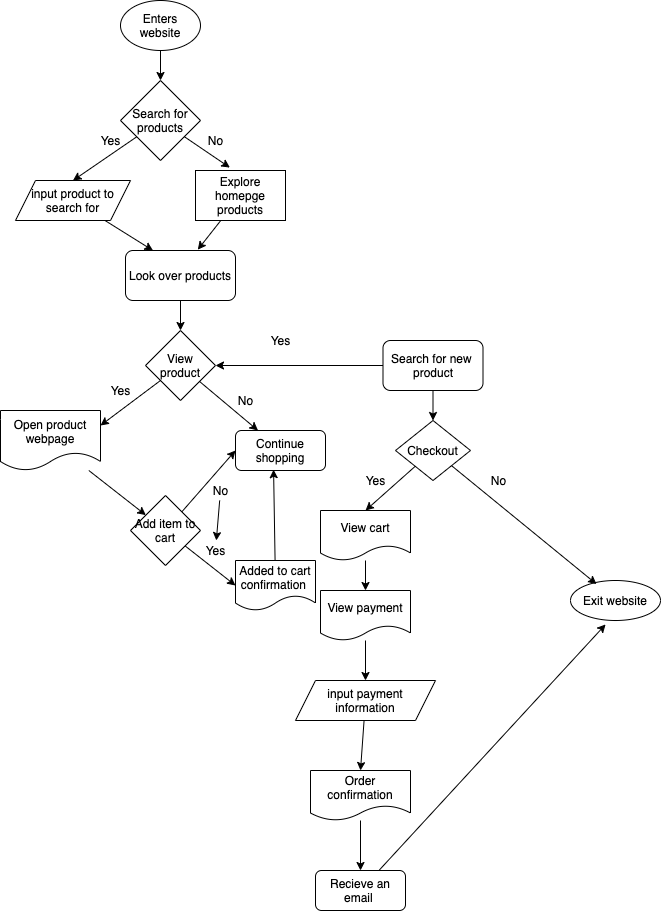 Enters
website
Search for
products
Yes
No
input product to
search for
Explore
homepge
products
Look over products
View
product
Yes
Search for new
product
Yes
No
Open product
webpage
Continue
shopping
Checkout
Yes
No
No
Add item to
cart
Yes
View cart
Added to cart
confirmation
View payment
Exit website
input payment
information
Order
confirmation
Recieve an
email